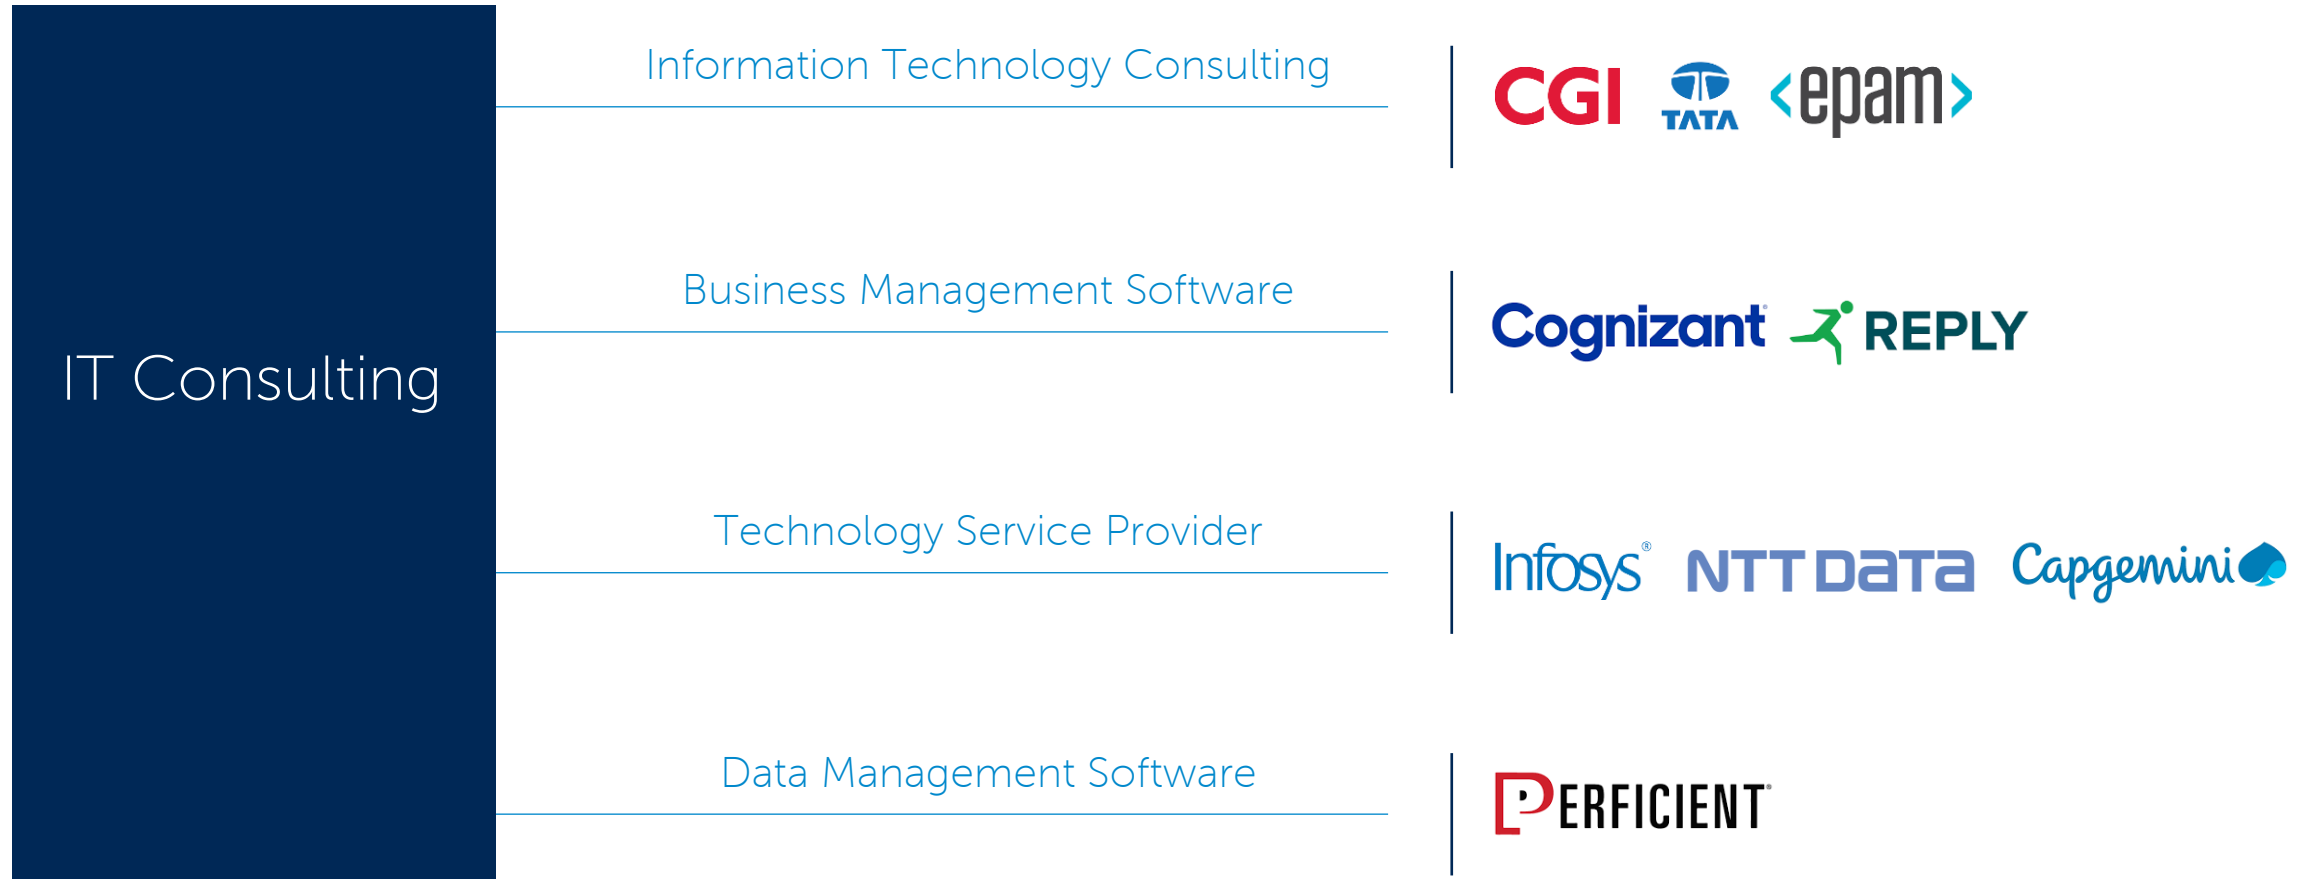 IT Consulting
Information Technology Consulting
CGI TATA <epam>
Business Management Software
Cognizant® REPLY
Technology Service Provider
Infosys® NTT DATA Capgemini
Data Management Software
PERFICIENT®